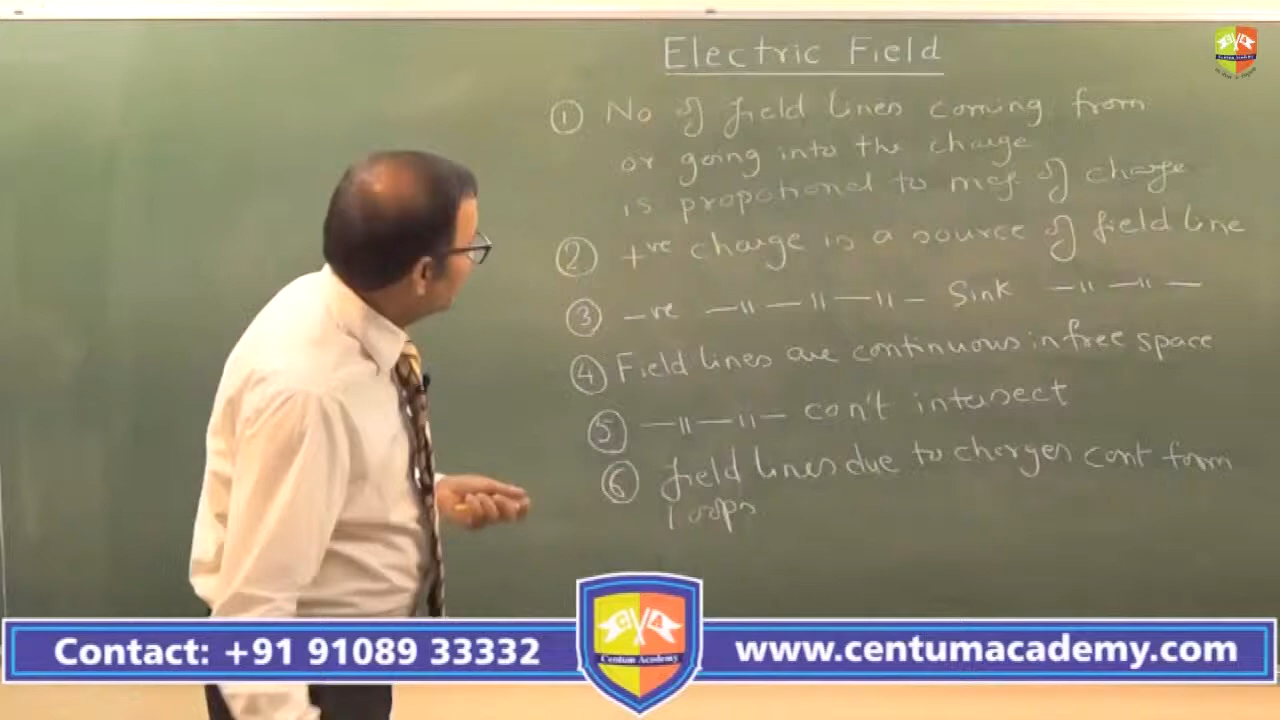 Electric Field
① No of field lines coming from
or going into the charge
is propotional to mag. of charge
② +ve charge is a source of field line
③ -ve —〃—〃—〃— Sink —〃—〃—
④ Field lines are continuous in free space
⑤ —〃—〃— can't intersect
⑥ field lines due to charges cant form
loops
C A
Centum Academy
Contact: +91 91089 33332
www.centumacademy.com